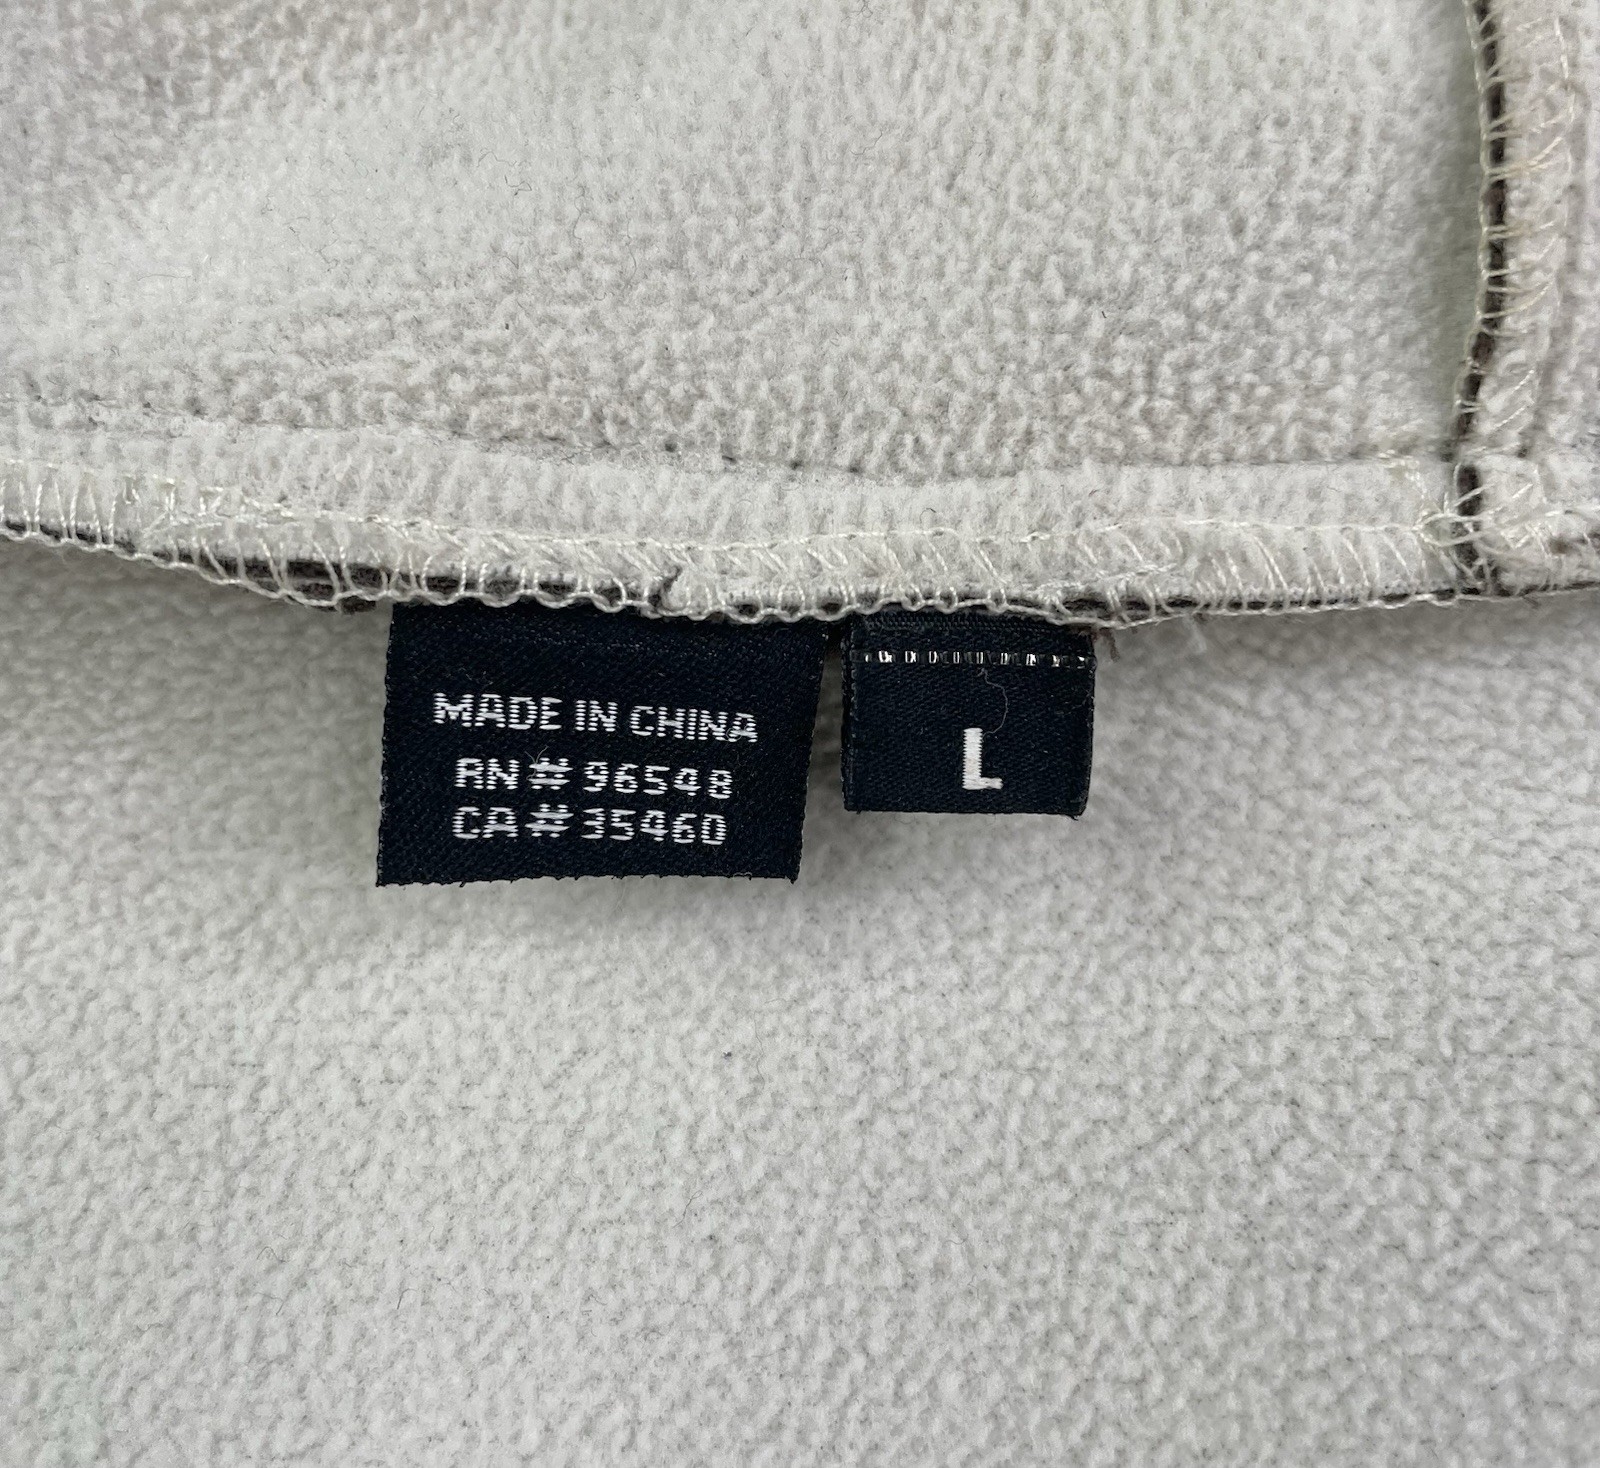 MADE IN CHINA
RN # 96548
CA # 35460
L